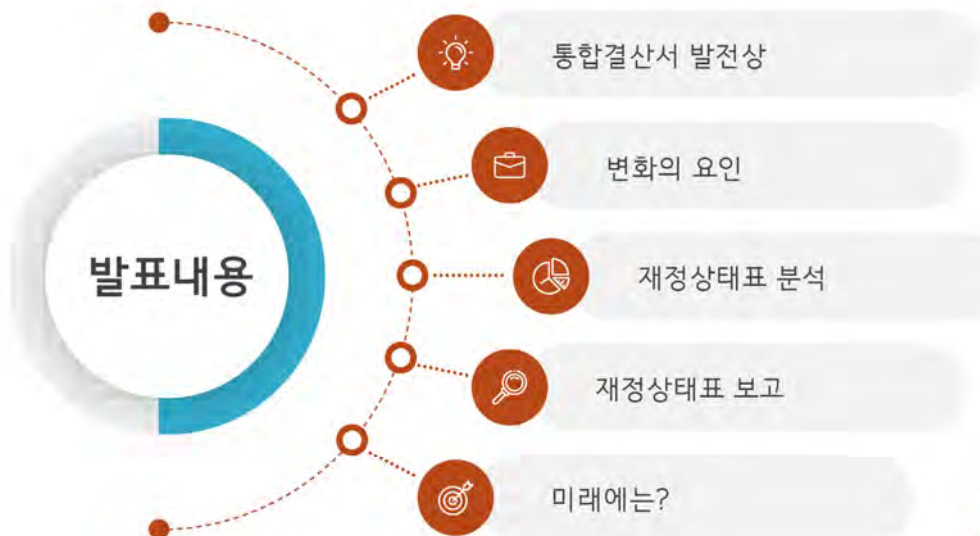 발표내용
통합결산서 발전상
변화의 요인
재정상태표 분석
재정상태표 보고
미래에는?